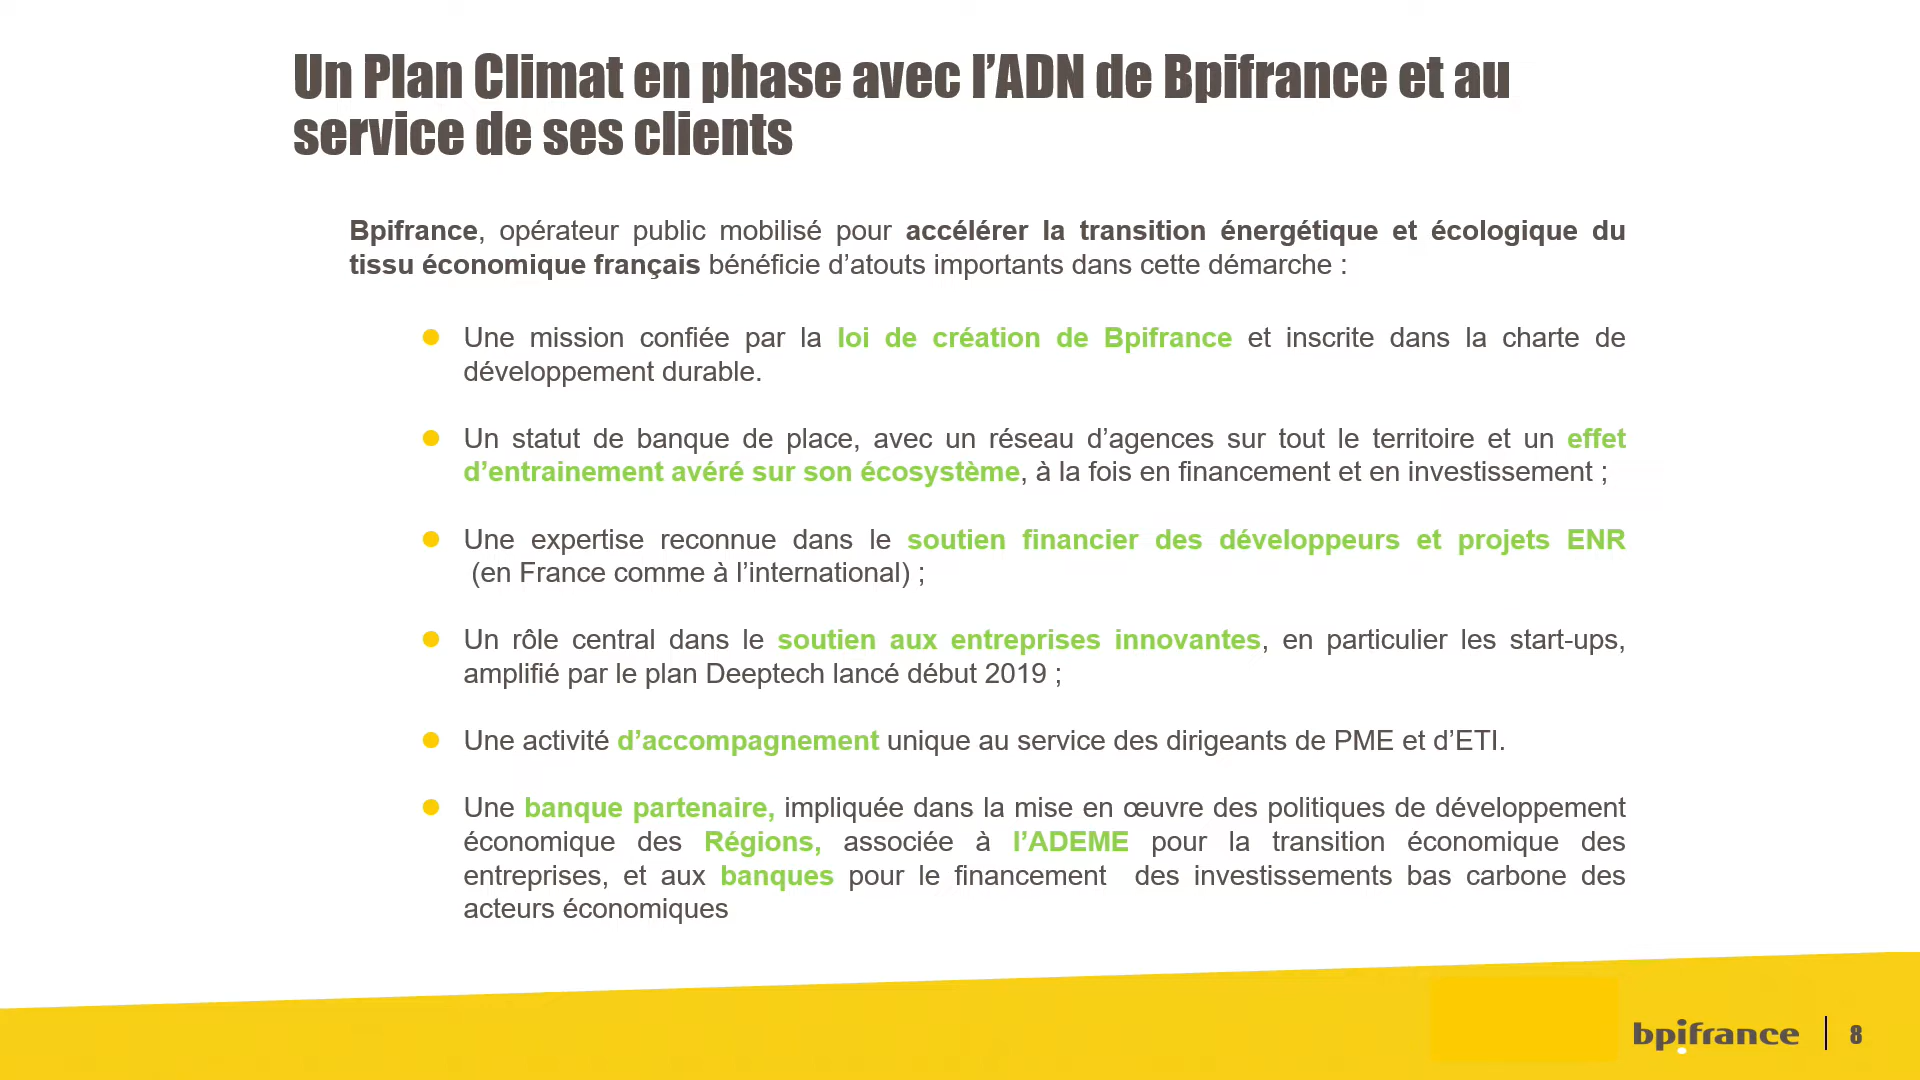 Un Plan Climat en phase avec l’ADN de Bpifrance et au
service de ses clients
Bpifrance, opérateur public mobilisé pour accélérer la transition énergétique et écologique du
tissu économique français bénéficie d’atouts importants dans cette démarche :
Une mission confiée par la loi de création de Bpifrance et inscrite dans la charte de
développement durable.
Un statut de banque de place, avec un réseau d’agences sur tout le territoire et un effet
d’entrainement avéré sur son écosystème, à la fois en financement et en investissement ;
Une expertise reconnue dans le soutien financier des développeurs et projets ENR
(en France comme à l’international) ;
Un rôle central dans le soutien aux entreprises innovantes, en particulier les start-ups,
amplifié par le plan Deeptech lancé début 2019 ;
Une activité d’accompagnement unique au service des dirigeants de PME et d’ETI.
Une banque partenaire, impliquée dans la mise en œuvre des politiques de développement
économique des Régions, associée à l’ADEME pour la transition économique des
entreprises, et aux banques pour le financement des investissements bas carbone des
acteurs économiques
bpifrance | 8